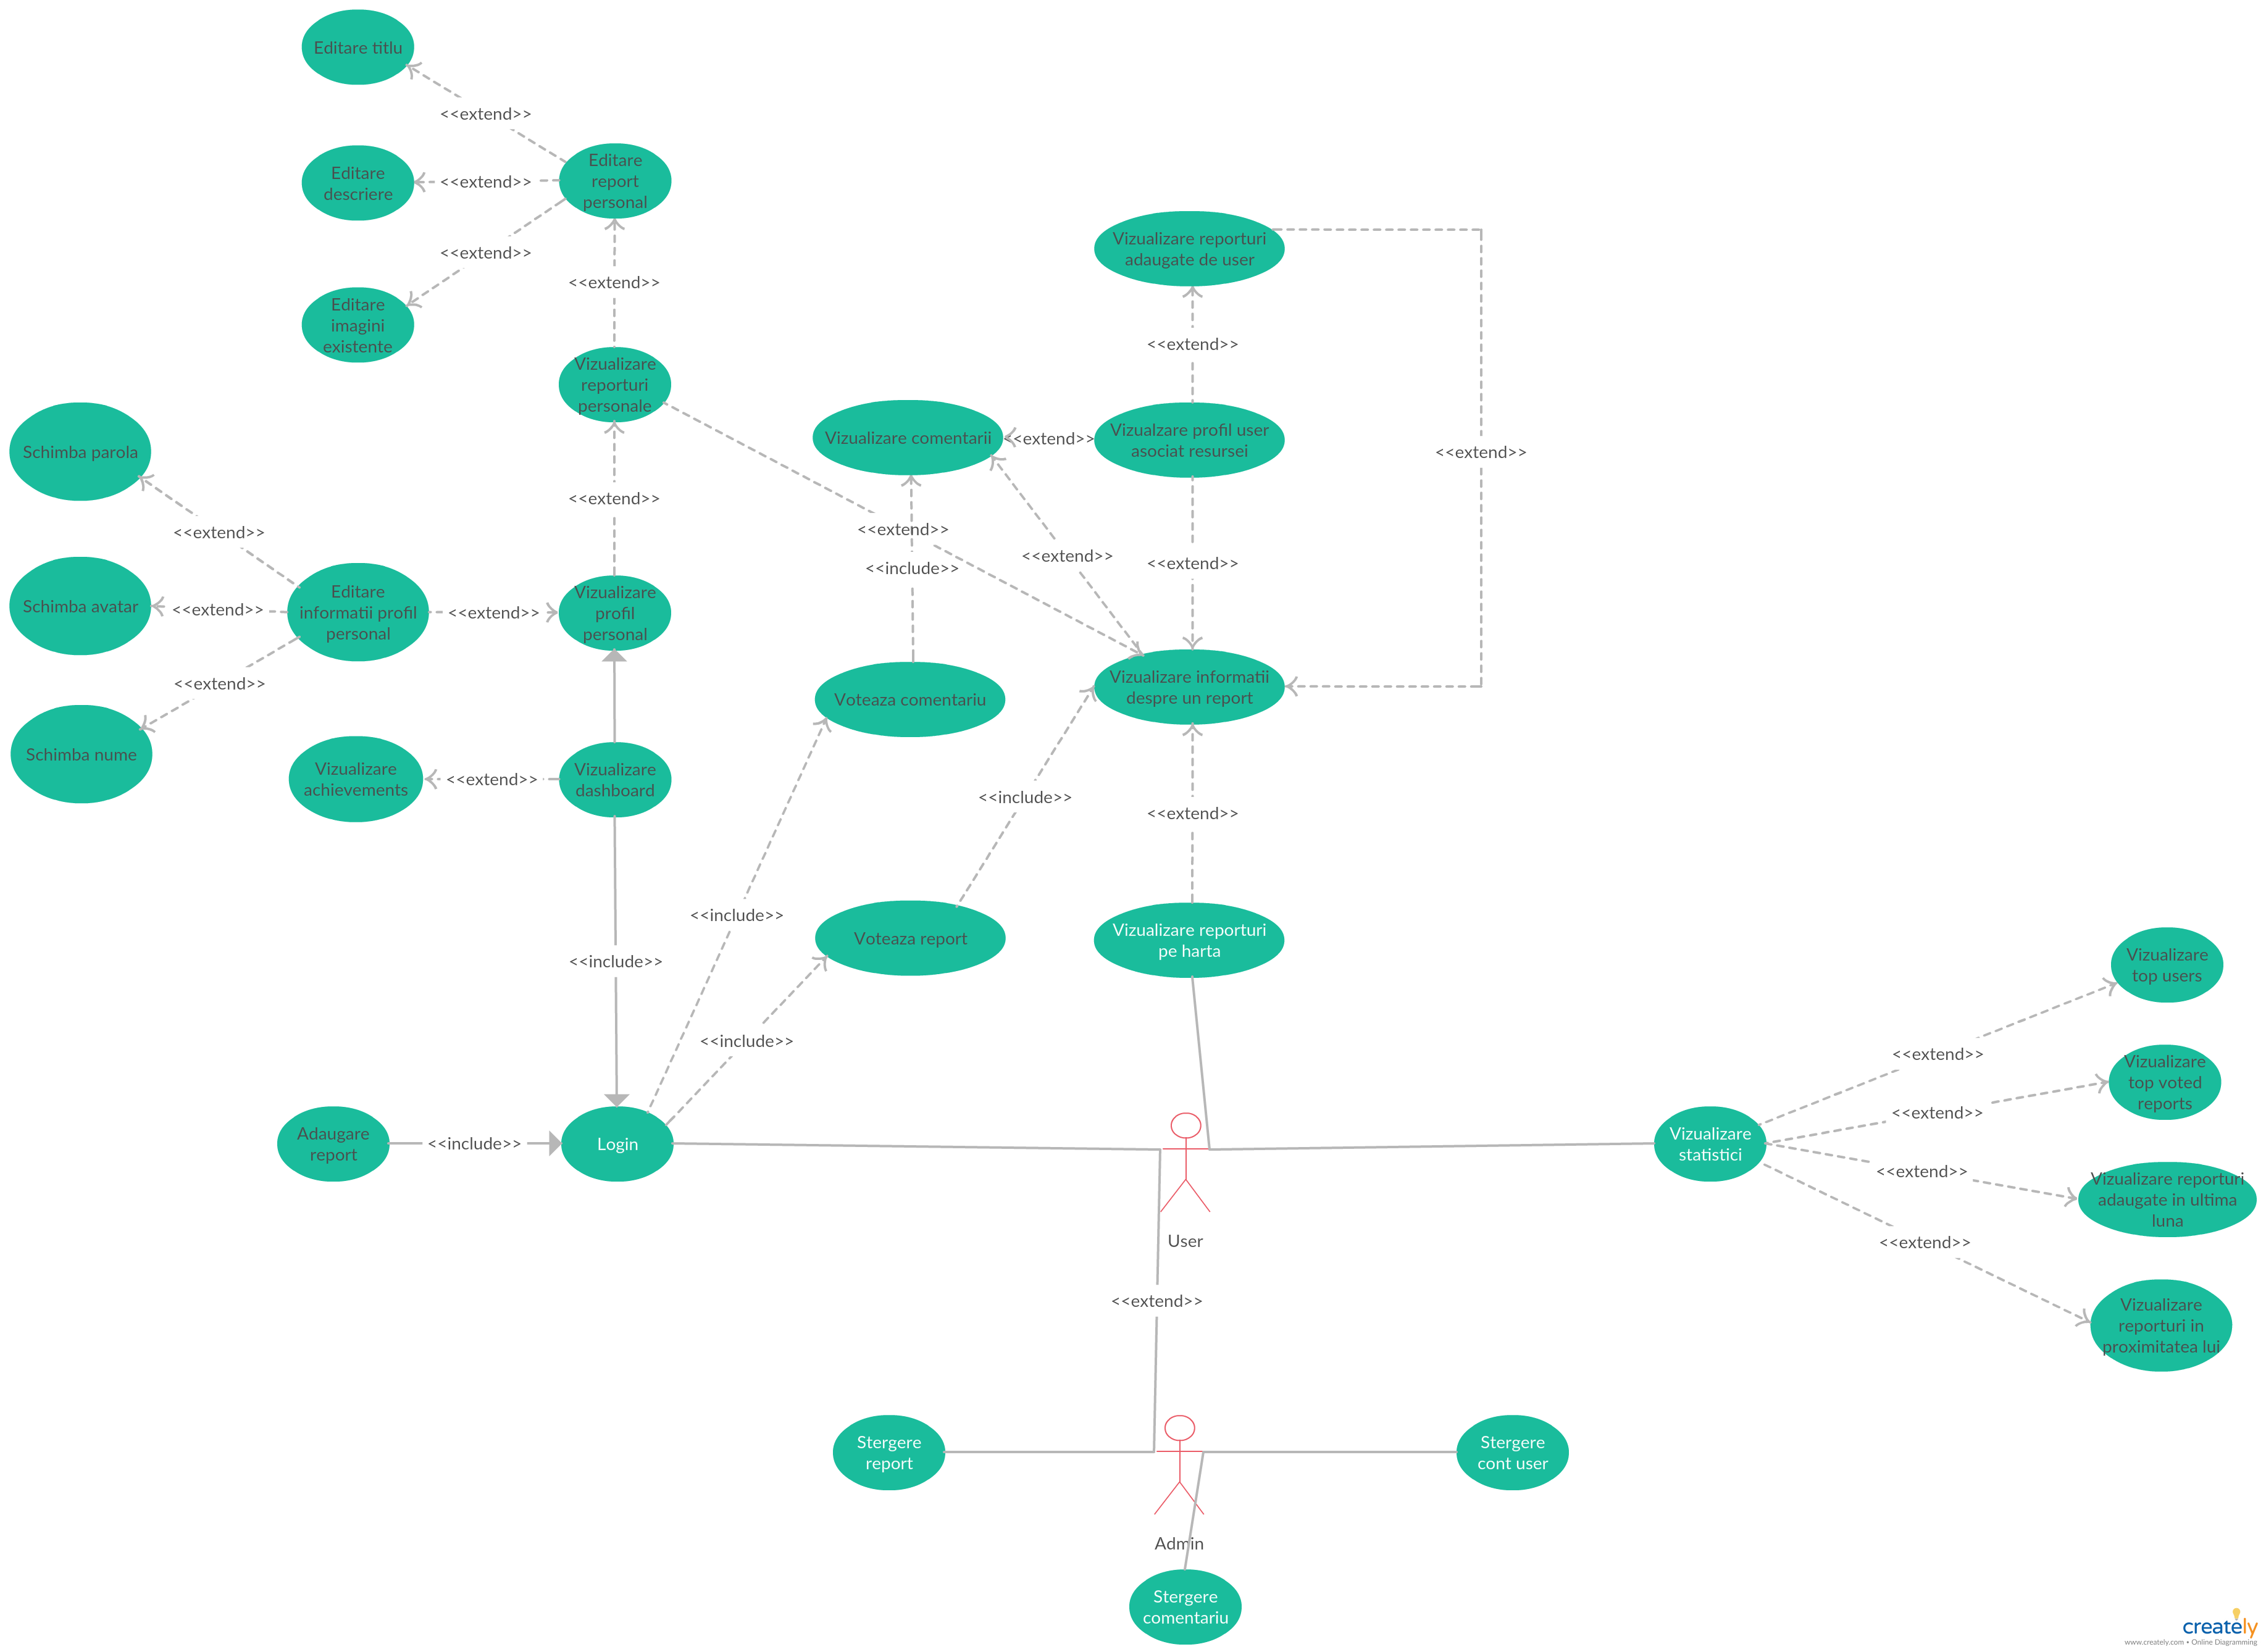 Editare titlu
<<extend>>
Editare
descriere
<<extend>>
Editare
report
personal
<<extend>>
Editare
imagini
existente
<<extend>>
Vizualizare
reporturi
personale
Vizualizare reporturi
adaugate de user
<<extend>>
<<extend>>
Vizualizare comentarii
<<extend>>
Vizualzare profil user
asociat resursei
Schimba parola
<<extend>>
<<extend>>
<<extend>>
<<extend>>
<<extend>>
<<include>>
Schimba avatar
<<extend>>
Editare
informatii profil
personal
<<extend>>
Vizualizare
profil
personal
<<extend>>
Schimba nume
Voteaza comentariu
Vizualizare informatii
despre un report
Vizualizare
achievements
<<extend>>
Vizualizare
dashboard
<<include>>
<<extend>>
<<include>>
Voteaza report
Vizualizare reporturi
pe harta
<<include>>
<<include>>
Vizualizare
top users
<<extend>>
Vizualizare
top voted
reports
<<extend>>
Adaugare
report
<<include>>
Login
Vizualizare
statistici
<<extend>>
Vizualizare reporturi
adaugate in ultima
luna
User
<<extend>>
<<extend>>
Vizualizare
reporturi in
proximitatea lui
Stergere
report
Stergere
cont user
Admin
Stergere
comentariu
creately
www.creately.com • Online Diagramming